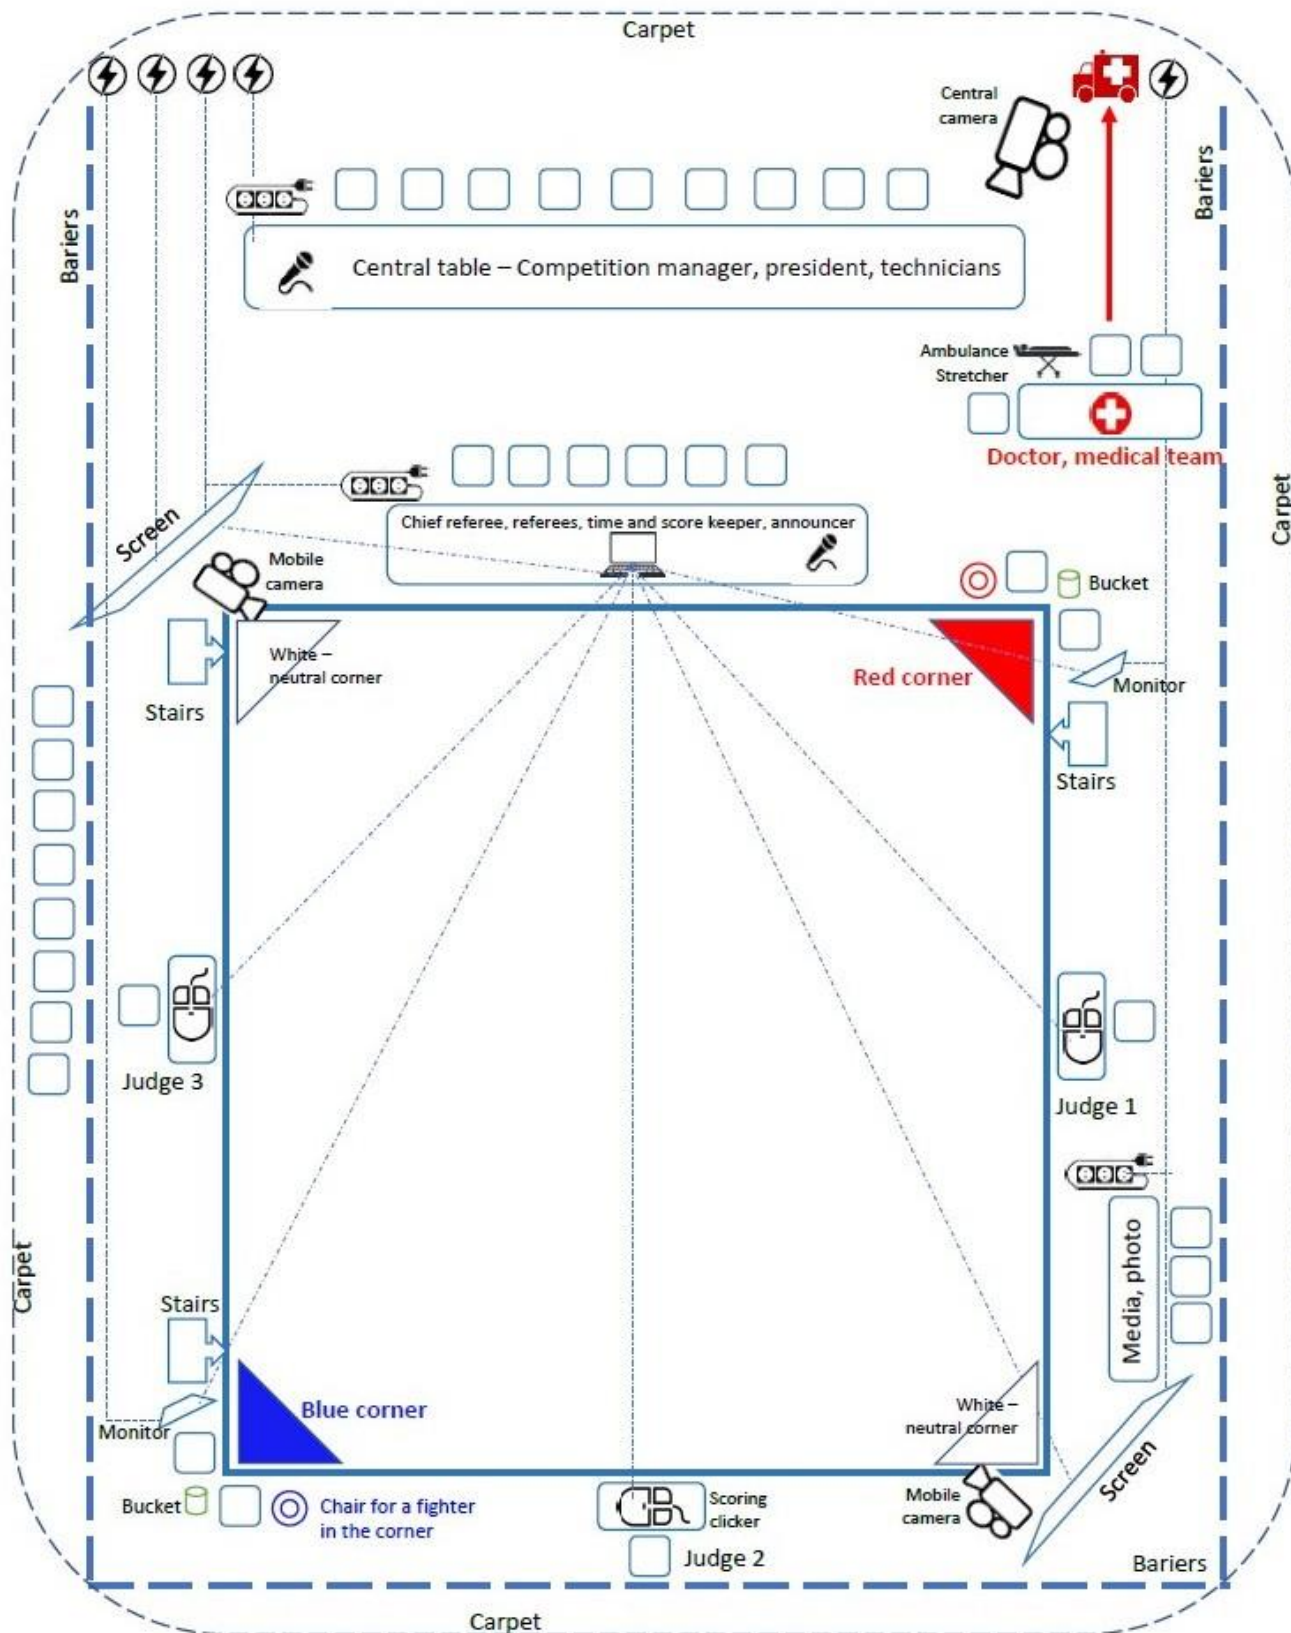 Carpet
Central
camera
Bariers
Bariers
Central table – Competition manager, president, technicians
Ambulance
Stretcher
Doctor, medical team
Carpet
Screen
Chief referee, referees, time and score keeper, announcer
Mobile
camera
Bucket
White –
neutral corner
Red corner
Monitor
Stairs
Stairs
Judge 3
Judge 1
Carpet
Media, photo
Stairs
Blue corner
White –
neutral corner
Monitor
Screen
Bucket
Chair for a fighter
in the corner
Scoring
clicker
Mobile
camera
Judge 2
Bariers
Carpet